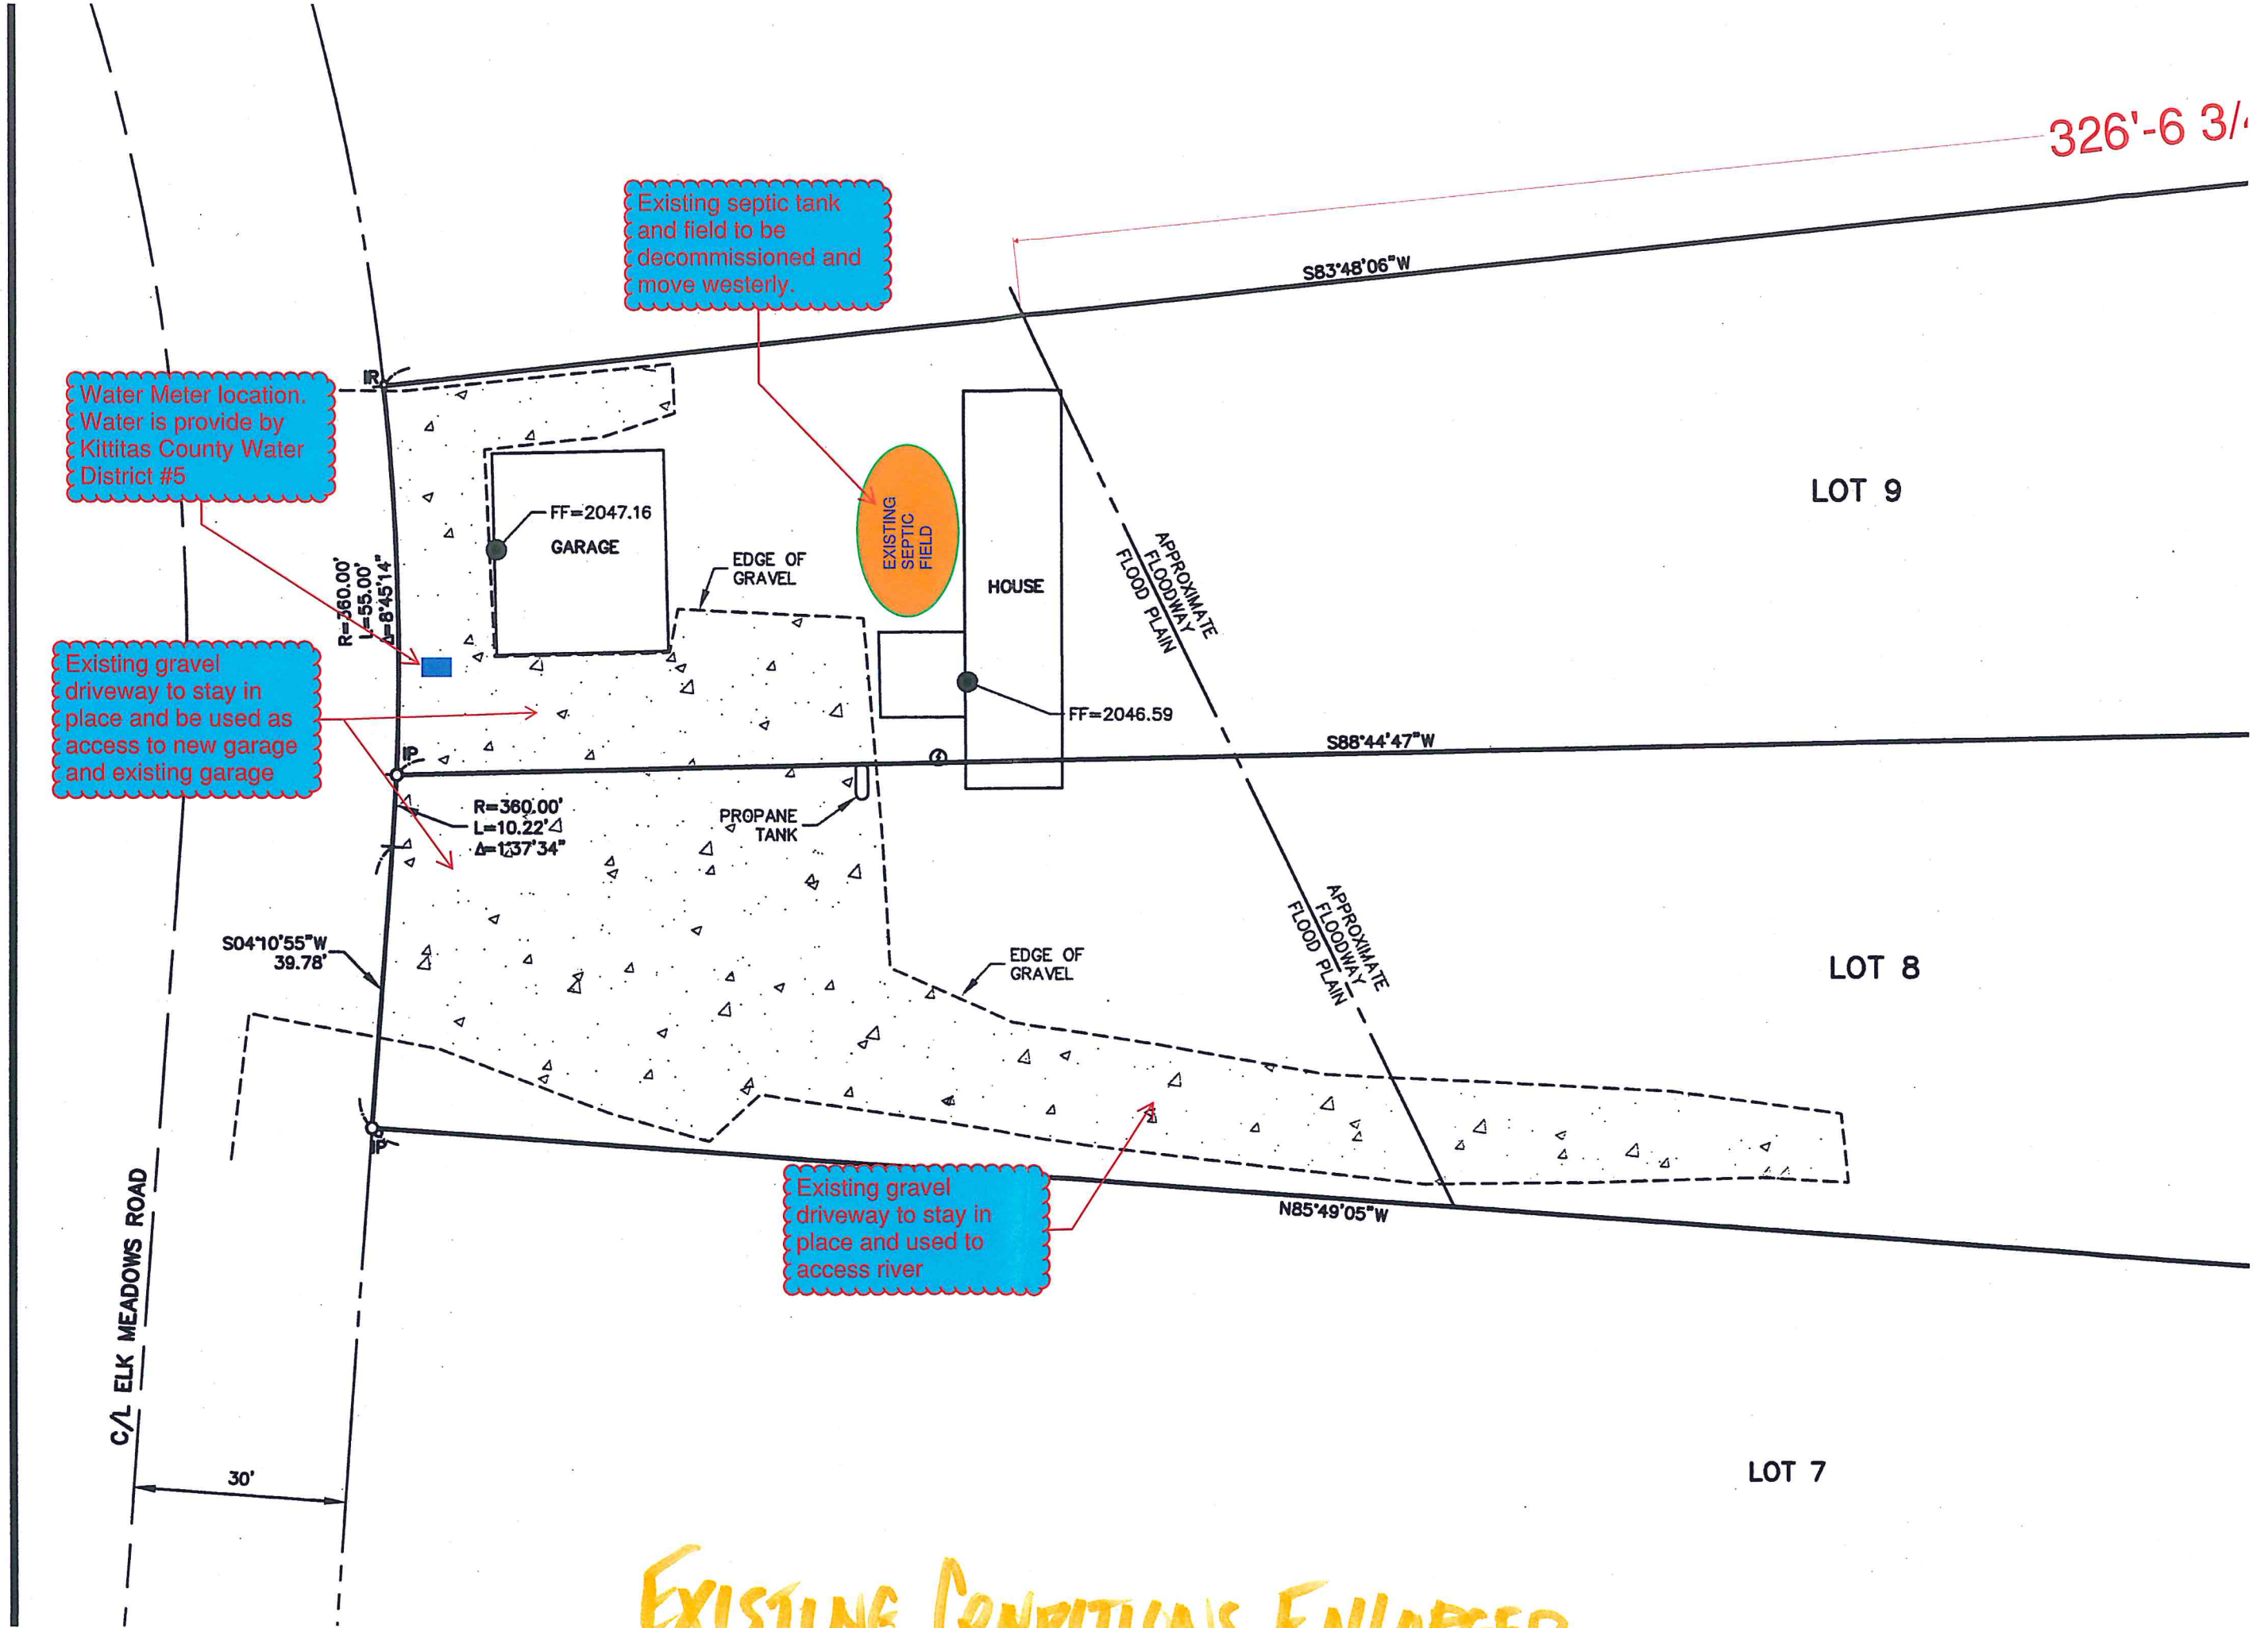 326'-6 3/4
Existing septic tank
and field to be
decommissioned and
move westerly.
S83°48'06"W
IR
Water Meter location.
Water is provide by
Kittitas County Water
District #5
FF=2047.16
GARAGE
EXISTING
SEPTIC
FIELD
EDGE OF
GRAVEL
HOUSE
LOT 9
APPROXIMATE
FLOODWAY
FLOOD PLAIN
R=360.00'
L=55.00'
Δ=8°45'14"
Existing gravel
driveway to stay in
place and be used as
access to new garage
and existing garage
FF=2046.59
S88°44'47"W
IP
R=360.00'
L=10.22'
Δ=1°37'34"
PROPANE
TANK
S04°10'55"W
39.78'
EDGE OF
GRAVEL
APPROXIMATE
FLOODWAY
FLOOD PLAIN
LOT 8
IP
Existing gravel
driveway to stay in
place and used to
access river
N85°49'05"W
C/L ELK MEADOWS ROAD
30'
LOT 7
EXISTING CONDITIONS ENLARGED